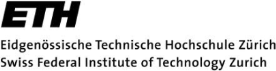 ETH
Eidgenössische Technische Hochschule Zürich
Swiss Federal Institute of Technology Zurich